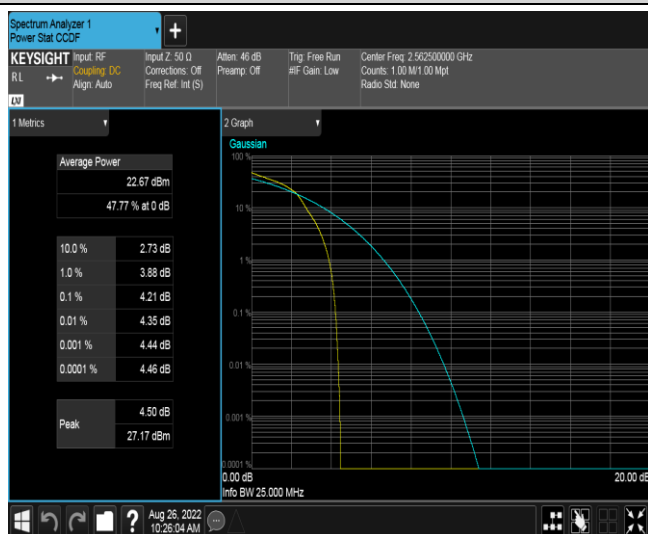 Spectrum Analyzer 1
Power Stat CCDF
KEYSIGHT
RL
LXI
Input: RF
Coupling: DC
Align: Auto
Input Z: 50 Ω
Corrections: Off
Freq Ref: Int (S)
Atten: 46 dB
Preamp: Off
Trig: Free Run
#IF Gain: Low
Center Freq: 2.562500000 GHz
Counts: 1.00 M/1.00 Mpt
Radio Std: None
1 Metrics
Average Power
22.67 dBm
47.77 % at 0 dB
10.0 % 2.73 dB
1.0 % 3.88 dB
0.1 % 4.21 dB
0.01 % 4.35 dB
0.001 % 4.44 dB
0.0001 % 4.46 dB
Peak
4.50 dB
27.17 dBm
2 Graph
Gaussian
100 %
10 %
1 %
0.1 %
0.01 %
0.001 %
0.0001 %
0.00 dB 20.00 dB
Info BW 25.000 MHz
Aug 26, 2022
10:26:04 AM